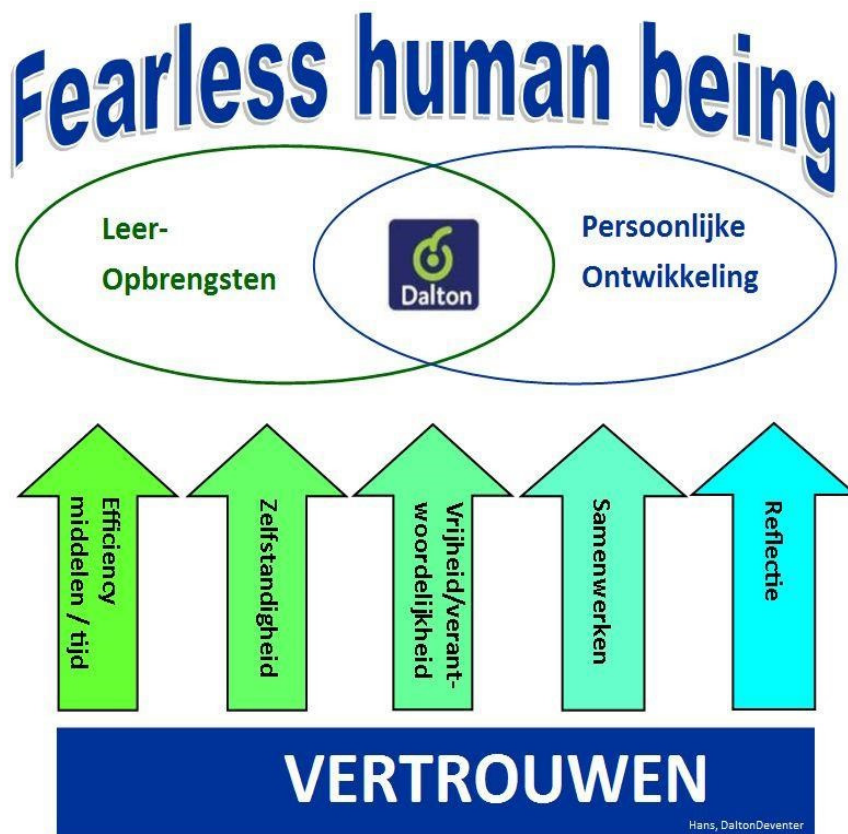 Fearless human being
Leer-
Opbrengsten
Dalton
Persoonlijke
Ontwikkeling
Efficiency
middelen / tijd
Zelfstandigheid
Vrijheid/verant-
woordelijkheid
Samenwerken
Reflectie
VERTROUWEN
Hans, DaltonDeventer